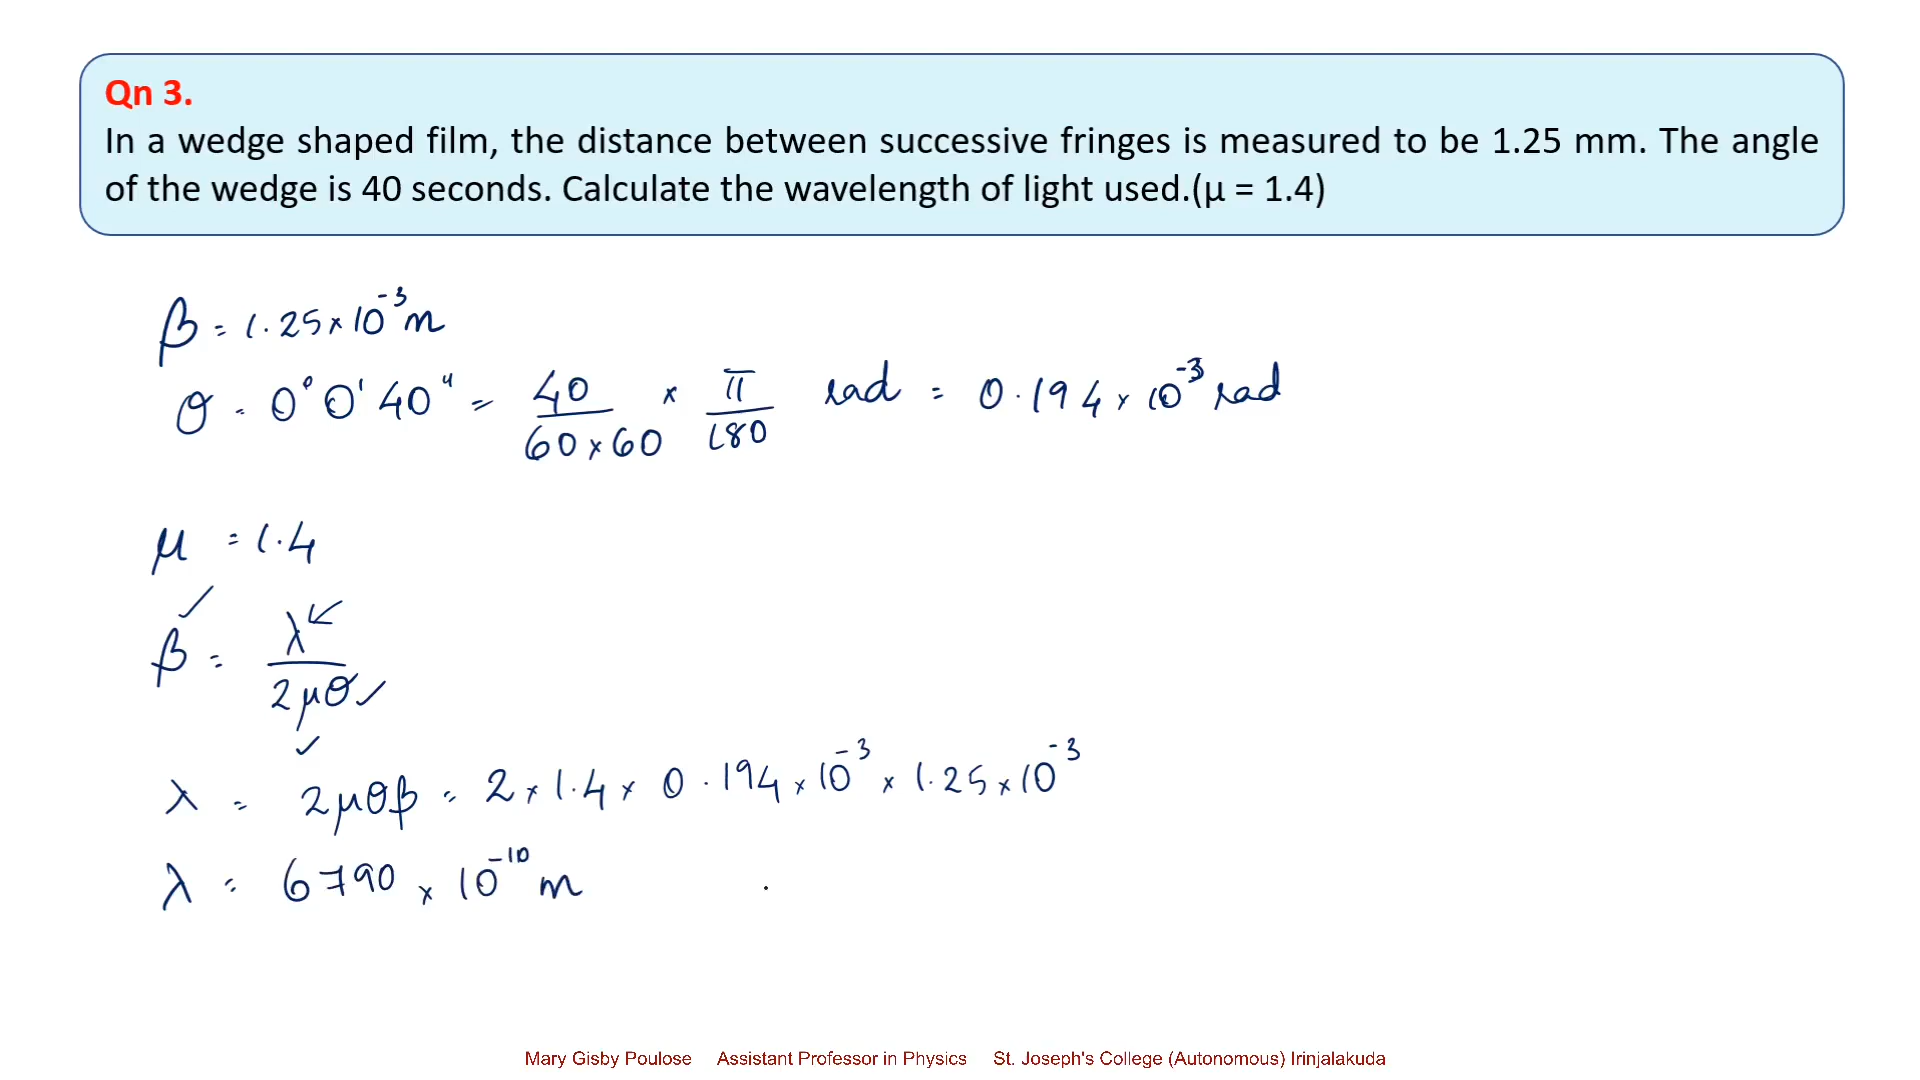 Qn 3.
In a wedge shaped film, the distance between successive fringes is measured to be 1.25 mm. The angle
of the wedge is 40 seconds. Calculate the wavelength of light used.(μ = 1.4)
β = 1.25 × 10⁻³ m
θ = 0° 0′ 40″ = 40/(60 × 60) × π/180 rad = 0.194 × 10⁻³ rad
μ = 1.4
β = λ/(2μθ)
λ = 2μθβ = 2 × 1.4 × 0.194 × 10⁻³ × 1.25 × 10⁻³
λ = 6790 × 10⁻¹⁰ m
Mary Gisby Poulose Assistant Professor in Physics St. Joseph's College (Autonomous) Irinjalakuda